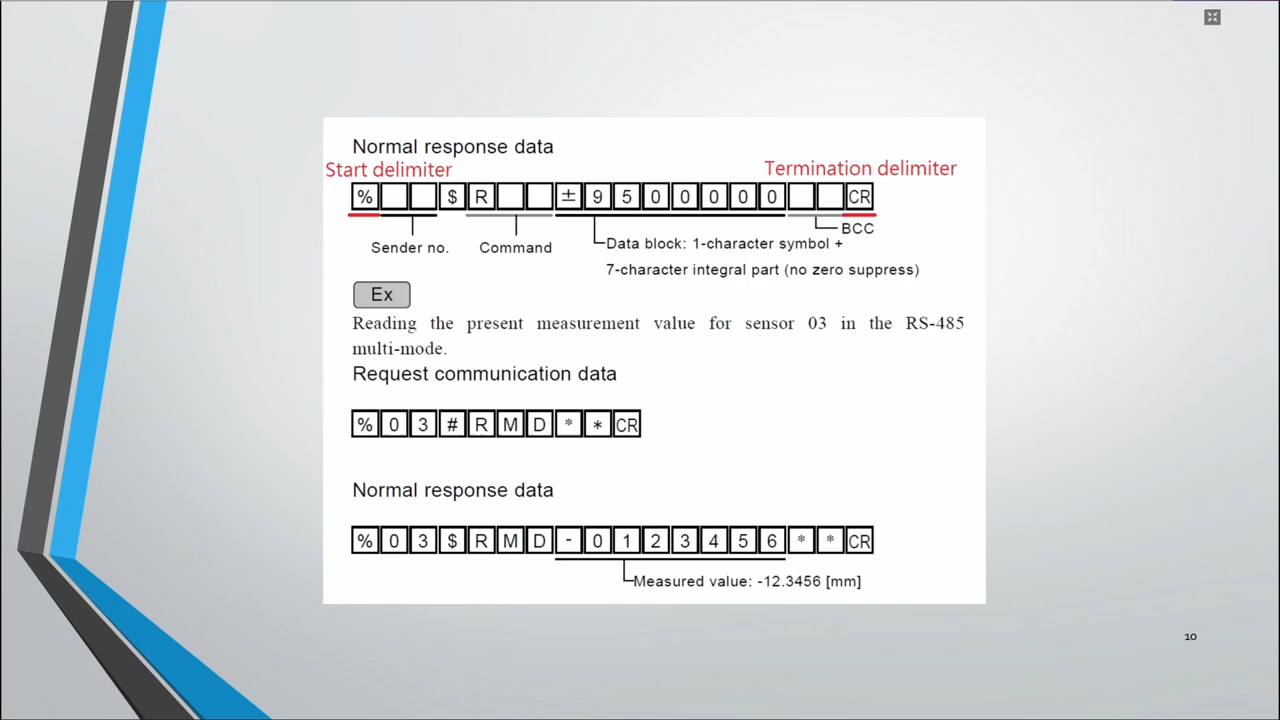 Normal response data
Start delimiter
Termination delimiter
% $ R ± 9 5 0 0 0 0 0 CR
BCC
Sender no.
Command
Data block: 1-character symbol +
7-character integral part (no zero suppress)
Ex
Reading the present measurement value for sensor 03 in the RS-485
multi-mode.
Request communication data
% 0 3 # R M D * * CR
Normal response data
% 0 3 $ R M D - 0 1 2 3 4 5 6 * * CR
Measured value: -12.3456 [mm]
10